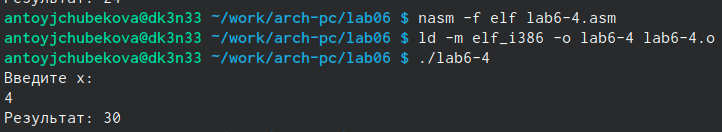 Результат: 24
antoyjchubekova@dk3n33 ~/work/arch-pc/lab06 $ nasm -f elf lab6-4.asm
antoyjchubekova@dk3n33 ~/work/arch-pc/lab06 $ ld -m elf_i386 -o lab6-4 lab6-4.o
antoyjchubekova@dk3n33 ~/work/arch-pc/lab06 $ ./lab6-4
Введите x:
4
Результат: 30